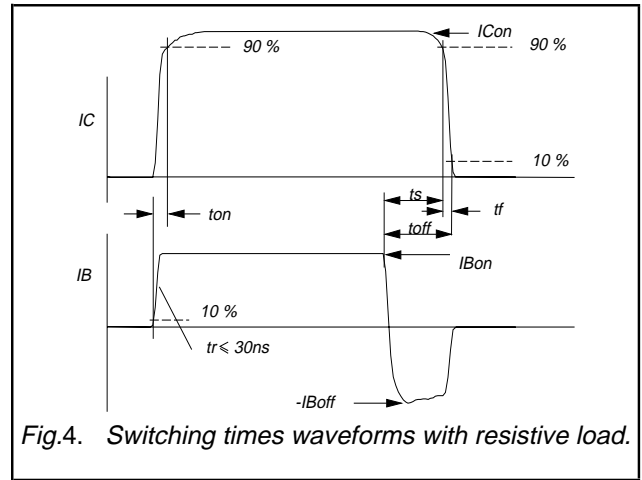 ICon
90 %
90 %
IC
10 %
ts
ton
tf
toff
IB
IBon
10 %
tr ≤ 30ns
-IBoff
Fig.4. Switching times waveforms with resistive load.